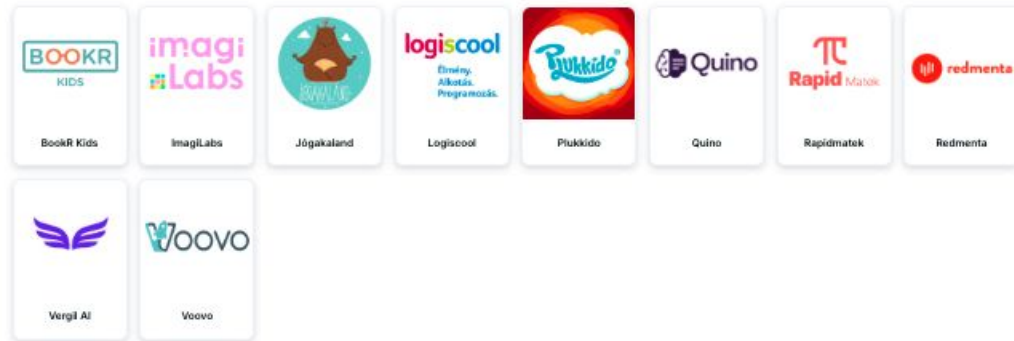 BOOKR
KIDS
BookR Kids
imagi
Labs
ImagiLabs
Jógakaland
logiscool
Élmény.
Alkotás.
Programozás.
Logiscool
Plukkido
Plukkido
Quino
Quino
Rapid Matek
Rapidmatek
redmenta
Redmenta
Vergil AI
Voovo
Voovo